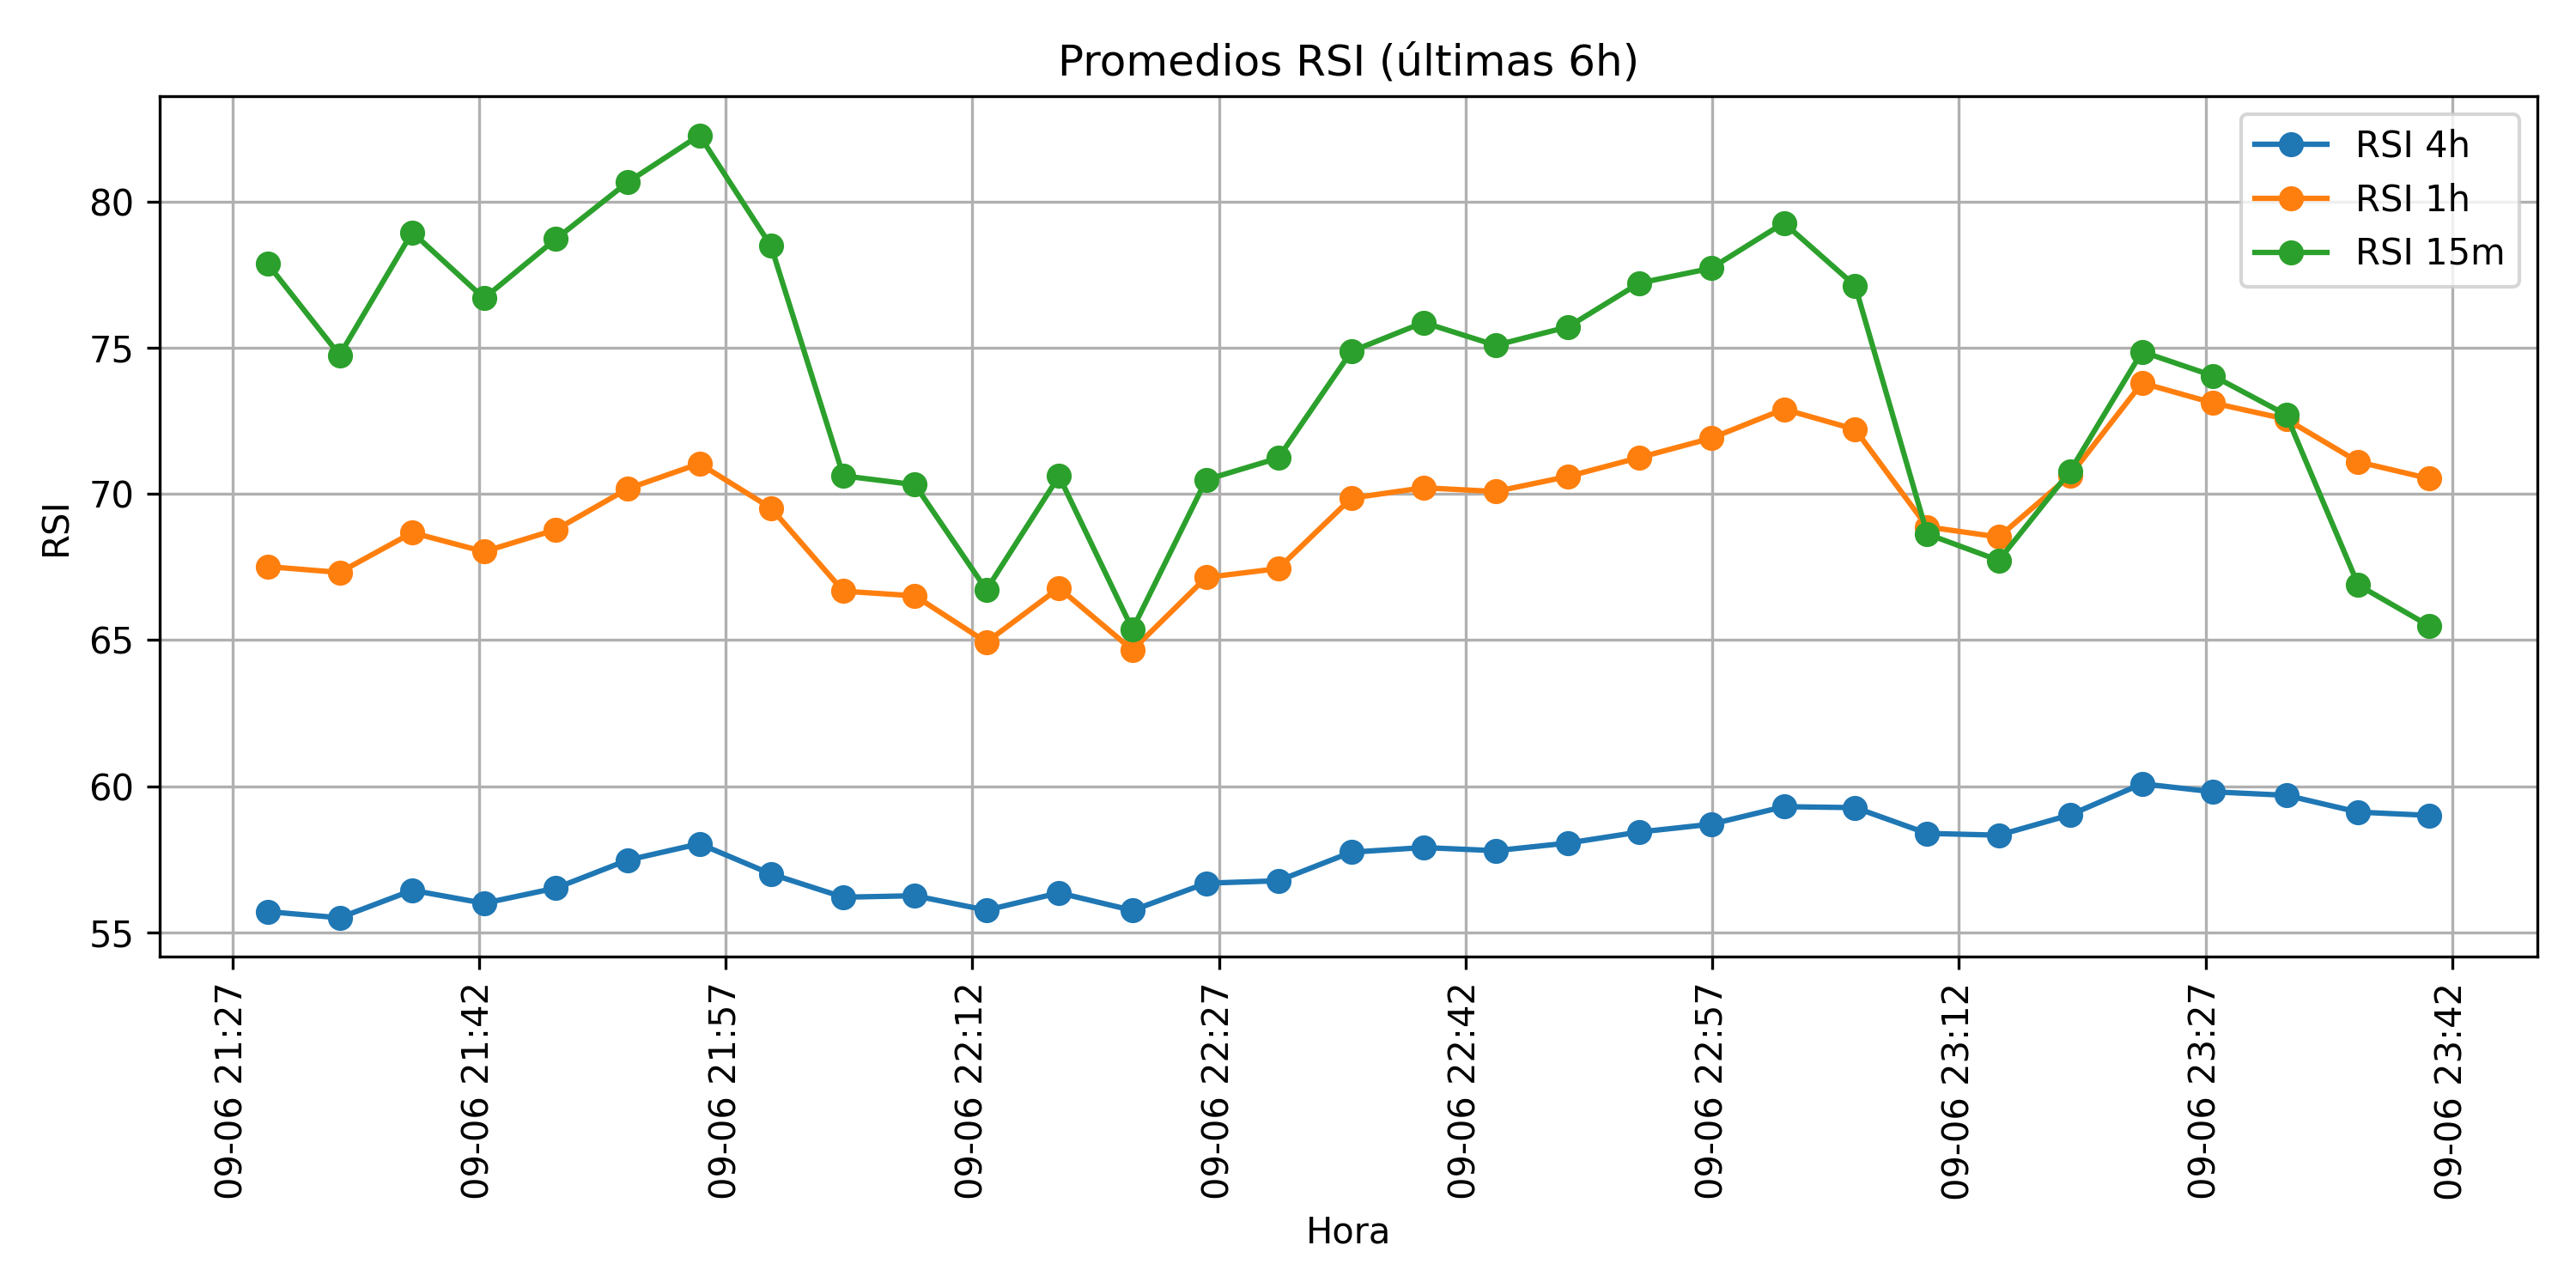 Promedios RSI (últimas 6h)
RSI 4h
RSI 1h
RSI 15m
RSI
80
75
70
65
60
55
09-06 21:27
09-06 21:42
09-06 21:57
09-06 22:12
09-06 22:27
09-06 22:42
09-06 22:57
09-06 23:12
09-06 23:27
09-06 23:42
Hora